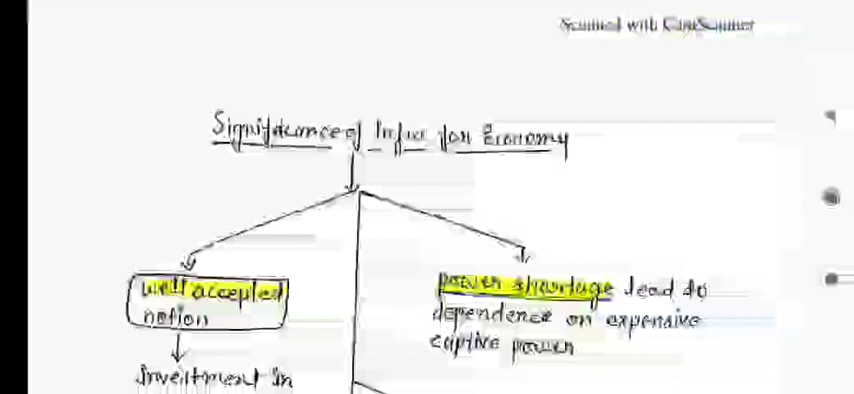 Scanned with CamScanner
Significance of Infra for Economy
well accepted
notion
Investment in
power shortage lead to
dependence on expensive
captive power